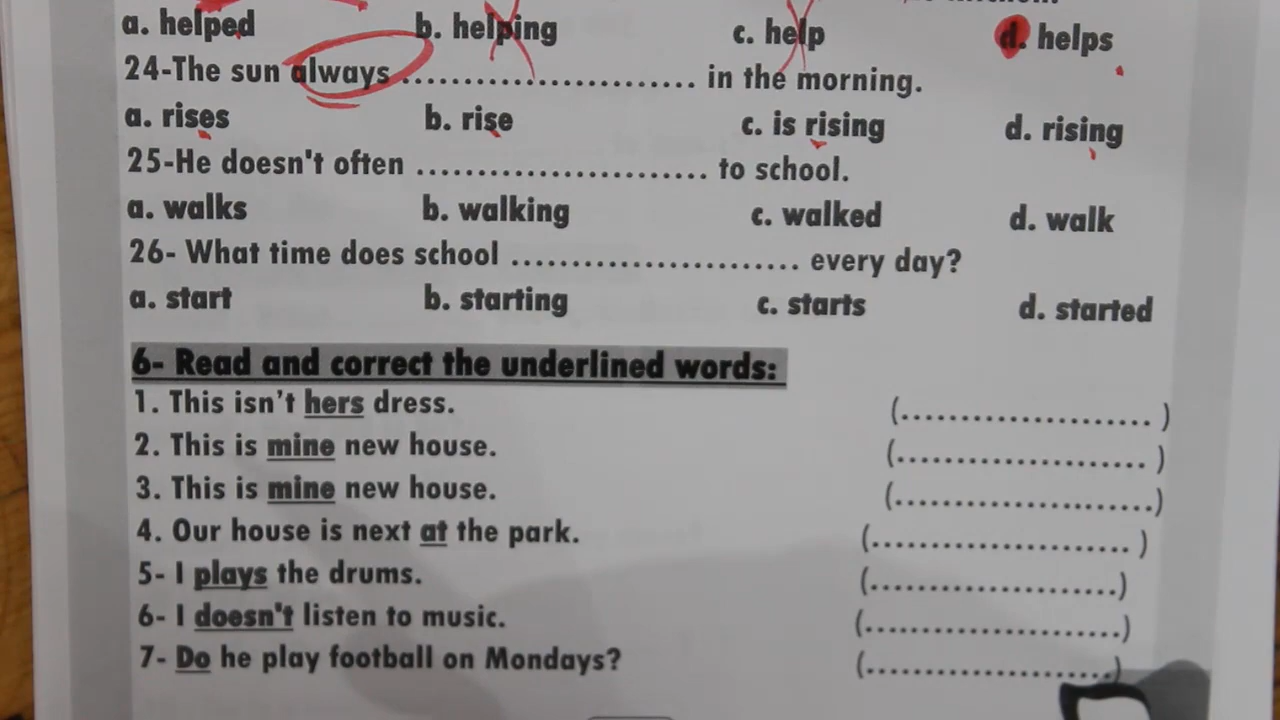 a. helped b. helping c. help d. helps
24-The sun always ........................ in the morning.
a. rises b. rise c. is rising d. rising
25-He doesn't often ........................ to school.
a. walks b. walking c. walked d. walk
26- What time does school ........................ every day?
a. start b. starting c. starts d. started
6- Read and correct the underlined words:
1. This isn't hers dress. (..................... )
2. This is mine new house. (..................... )
3. This is mine new house. (......................)
4. Our house is next at the park. (...................... )
5- I plays the drums. (.....................)
6- I doesn't listen to music. (......................)
7- Do he play football on Mondays? (.....................)